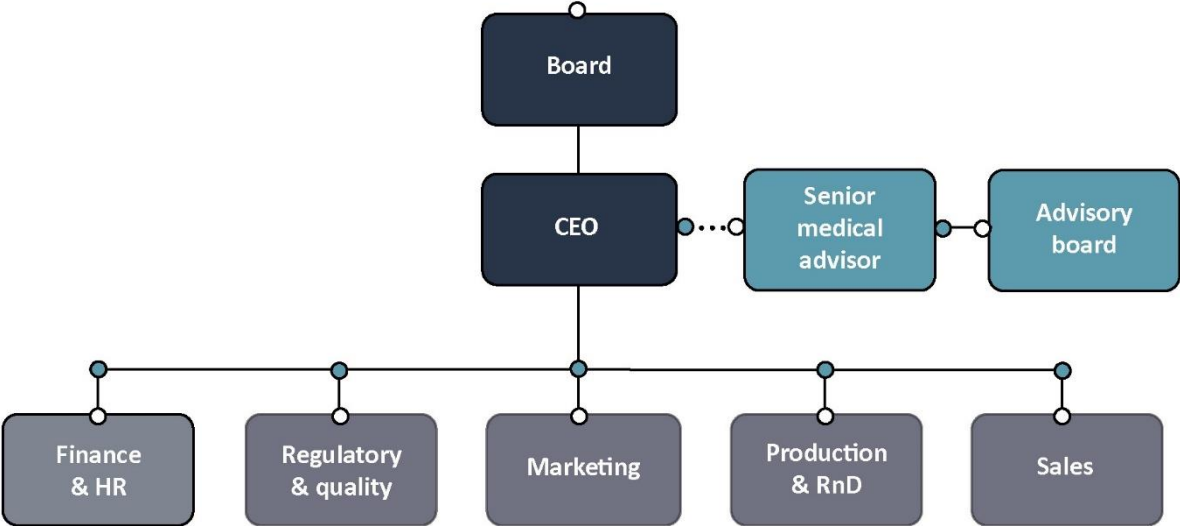 Board
CEO
Senior
medical
advisor
Advisory
board
Finance
& HR
Regulatory
& quality
Marketing
Production
& RnD
Sales